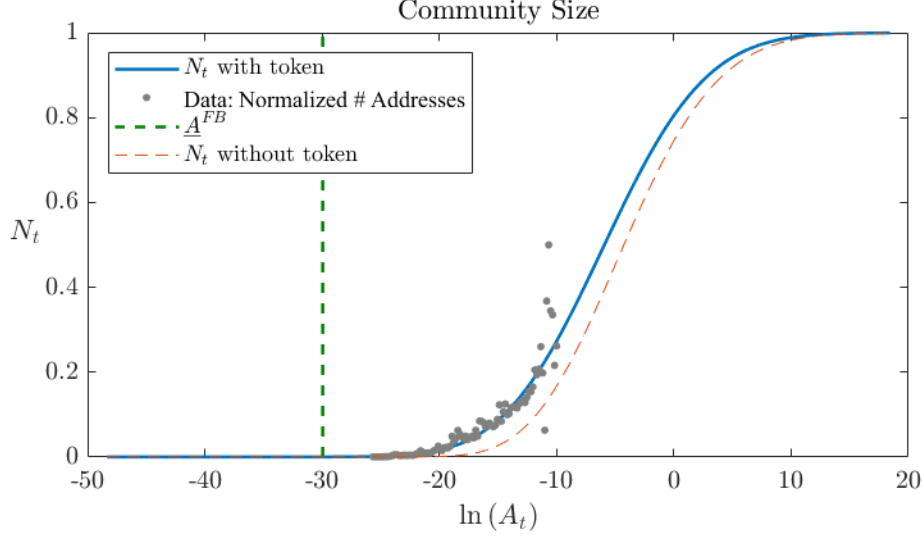 Community Size
N_t with token
Data: Normalized # Addresses
A^{FB}
N_t without token
1
0.8
0.6
N_t
0.4
0.2
0
-50 -40 -30 -20 -10 0 10 20
ln (A_t)